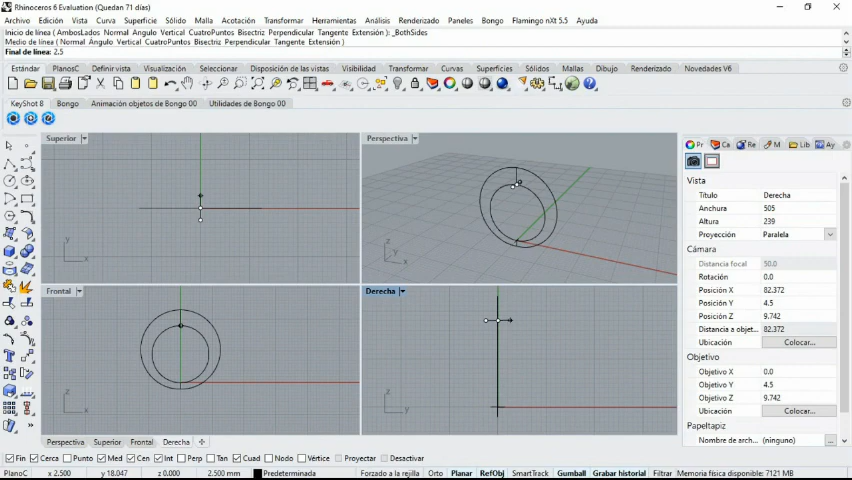 Rhinoceros 6 Evaluation (Quedan 71 días)
Archivo Edición Vista Curva Superficie Sólido Malla Acotación Transformar Herramientas Análisis Renderizado Paneles Bongo Flamingo nXt 5.5 Ayuda
Inicio de línea ( AmbosLados Normal Ángulo Vertical CuatroPuntos Bisectriz Perpendicular Tangente Extensión ): _BothSides
Medio de línea ( Normal Ángulo Vertical CuatroPuntos Bisectriz Perpendicular Tangente Extensión )
Final de línea: 2.5
Estándar PlanosC Definir vista Visualización Seleccionar Disposición de las vistas Visibilidad Transformar Curvas Superficies Sólidos Mallas Dibujo Renderizado Novedades V6
KeyShot 8 Bongo Animación objetos de Bongo 00 Utilidades de Bongo 00
Superior
Perspectiva
Pr Ca Re M Lib Ay
Vista
Título Derecha
Anchura 505
Altura 239
Proyección Paralela
Cámara
Distancia focal 50.0
Rotación 0.0
Posición X 82.372
Posición Y 4.5
Posición Z 9.742
Distancia a objet... 82.372
Ubicación Colocar...
Objetivo
Objetivo X 0.0
Objetivo Y 4.5
Objetivo Z 9.742
Ubicación Colocar...
Papeltapiz
Nombre de arch... (ninguno) ...
y x
z y x
Frontal
Derecha
z x
z y
Perspectiva Superior Frontal Derecha
Fin Cerca Punto Med Cen Int Perp Tan Cuad Nodo Vértice Proyectar Desactivar
PlanoC x 2.500 y 18.047 z 0.000 2.500 mm Predeterminada Forzado a la rejilla Orto Planar RefObj SmartTrack Gumball Grabar historial Filtrar Memoria física disponible: 7121 MB